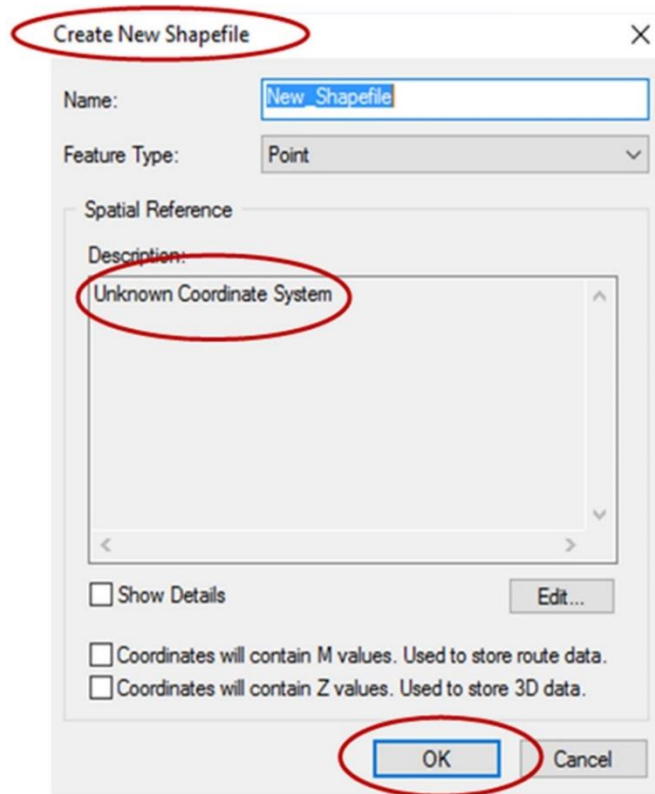 Create New Shapefile
Name:
New_Shapefile
Feature Type:
Point
Spatial Reference
Description:
Unknown Coordinate System
Show Details
Edit...
Coordinates will contain M values. Used to store route data.
Coordinates will contain Z values. Used to store 3D data.
OK
Cancel